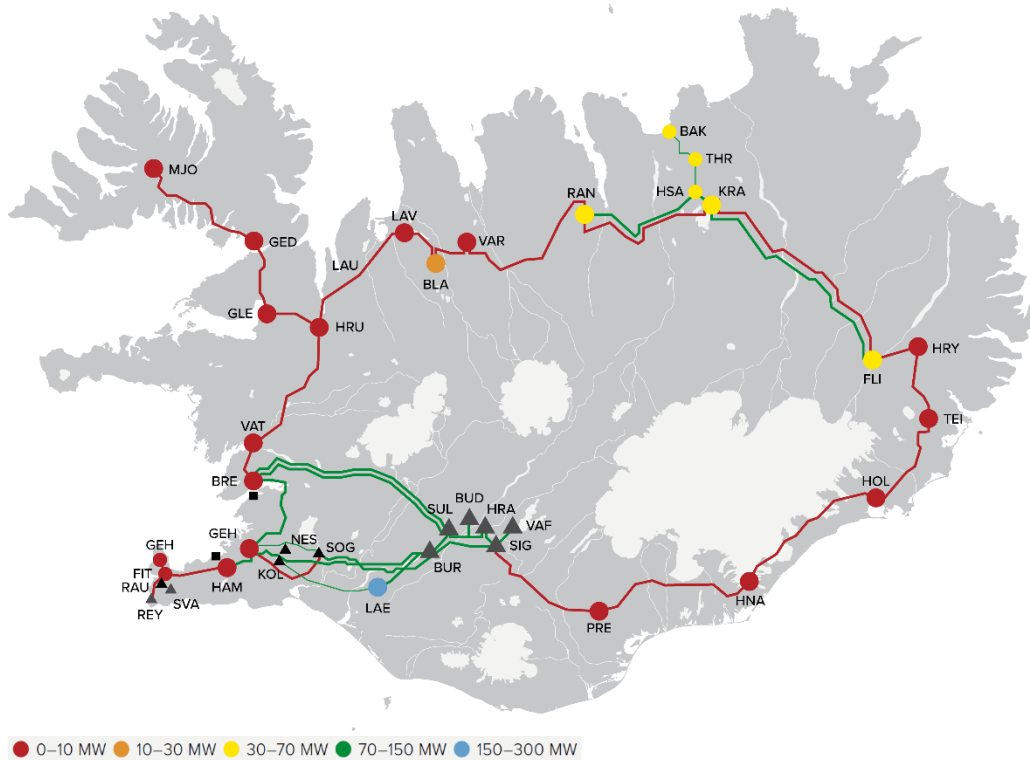 BAK
THR
MJO
HSA
KRA
RAN
LAV
VAR
GED
LAU
BLA
GLE
HRU
HRY
FLI
TEI
VAT
BRE
HOL
BUD
SUL
HRA
VAF
GEH
NES
SOG
SIG
GEH
BUR
FIT
KOL
RAU
HAM
HNA
SVA
LAE
REY
PRE
0–10 MW 10–30 MW 30–70 MW 70–150 MW 150–300 MW